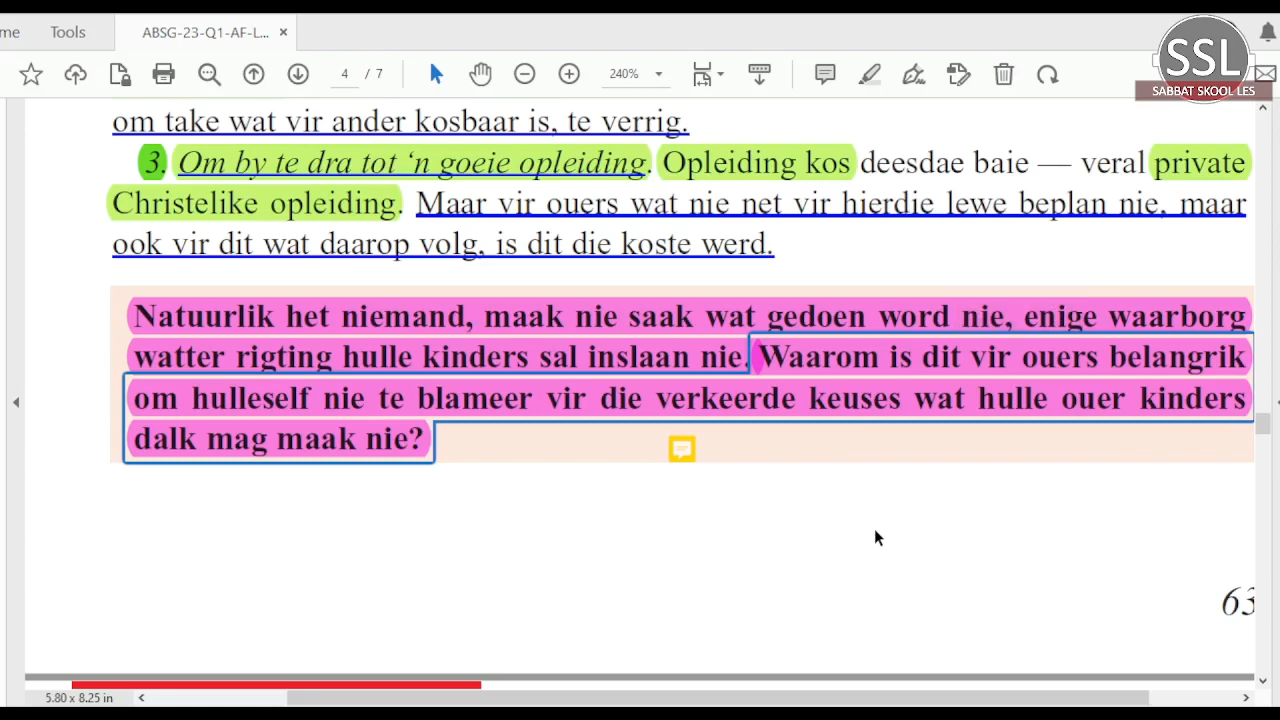 me
Tools
ABSG-23-Q1-AF-L... ×
SSL
SABBAT SKOOL LES
4 / 7
240%
om take wat vir ander kosbaar is, te verrig.
3. Om by te dra tot ‘n goeie opleiding. Opleiding kos deesdae baie — veral private
Christelike opleiding. Maar vir ouers wat nie net vir hierdie lewe beplan nie, maar
ook vir dit wat daarop volg, is dit die koste werd.
Natuurlik het niemand, maak nie saak wat gedoen word nie, enige waarborg
watter rigting hulle kinders sal inslaan nie. Waarom is dit vir ouers belangrik
om hulleself nie te blameer vir die verkeerde keuses wat hulle ouer kinders
dalk mag maak nie?
63
5.80 x 8.25 in